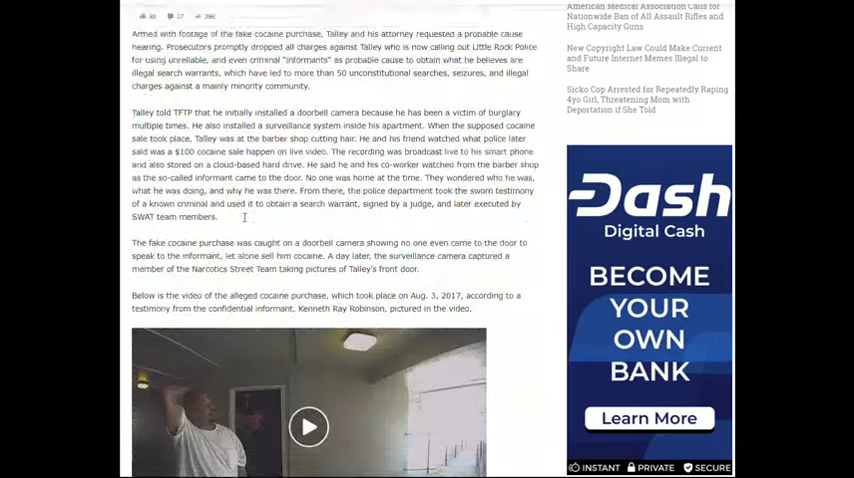 American Medical Association Calls for
Nationwide Ban of All Assault Rifles and
High Capacity Guns
New Copyright Law Could Make Current
and Future Internet Memes Illegal to
Share
Sicko Cop Arrested for Repeatedly Raping
4yo Girl, Threatening Mom with
Deportation if She Told
Armed with footage of the fake cocaine purchase, Talley and his attorney requested a probable cause
hearing. Prosecutors promptly dropped all charges against Talley who is now calling out Little Rock Police
for using unreliable, and even criminal "informants" as probable cause to obtain what he believes are
illegal search warrants, which have led to more than 50 unconstitutional searches, seizures, and illegal
charges against a mainly minority community.
Talley told TFTP that he initially installed a doorbell camera because he has been a victim of burglary
multiple times. He also installed a surveillance system inside his apartment. When the supposed cocaine
sale took place, Talley was at the barber shop cutting hair. He and his friend watched what police later
said was a $100 cocaine sale happen on live video. The recording was broadcast live to his smart phone
and also stored on a cloud-based hard drive. He said he and his co-worker watched from the barber shop
as the so-called informant came to the door. No one was home at the time. They wondered who he was,
what he was doing, and why he was there. From there, the police department took the sworn testimony
of a known criminal and used it to obtain a search warrant, signed by a judge, and later executed by
SWAT team members.
The fake cocaine purchase was caught on a doorbell camera showing no one even came to the door to
speak to the informant, let alone sell him cocaine. A day later, the surveillance camera captured a
member of the Narcotics Street Team taking pictures of Talley's front door.
Below is the video of the alleged cocaine purchase, which took place on Aug. 3, 2017, according to a
testimony from the confidential informant, Kenneth Ray Robinson, pictured in the video.
Dash
Digital Cash
BECOME
YOUR
OWN
BANK
Learn More
INSTANT PRIVATE SECURE